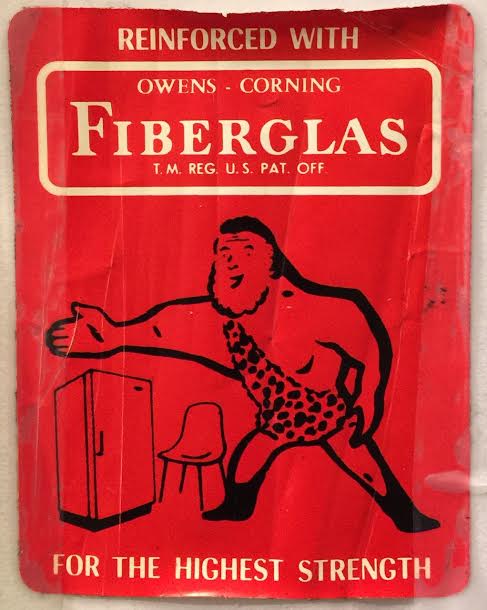 REINFORCED WITH
OWENS - CORNING
FIBERGLAS
T. M. REG. U. S. PAT. OFF.
FOR THE HIGHEST STRENGTH